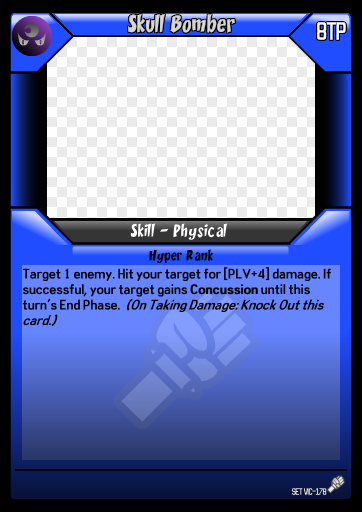 Skull Bomber
8TP
Skill - Physical
Hyper Rank
Target 1 enemy. Hit your target for [PLV+4] damage. If
successful, your target gains Concussion until this
turn's End Phase. (On Taking Damage: Knock Out this
card.)
SET VIC-178